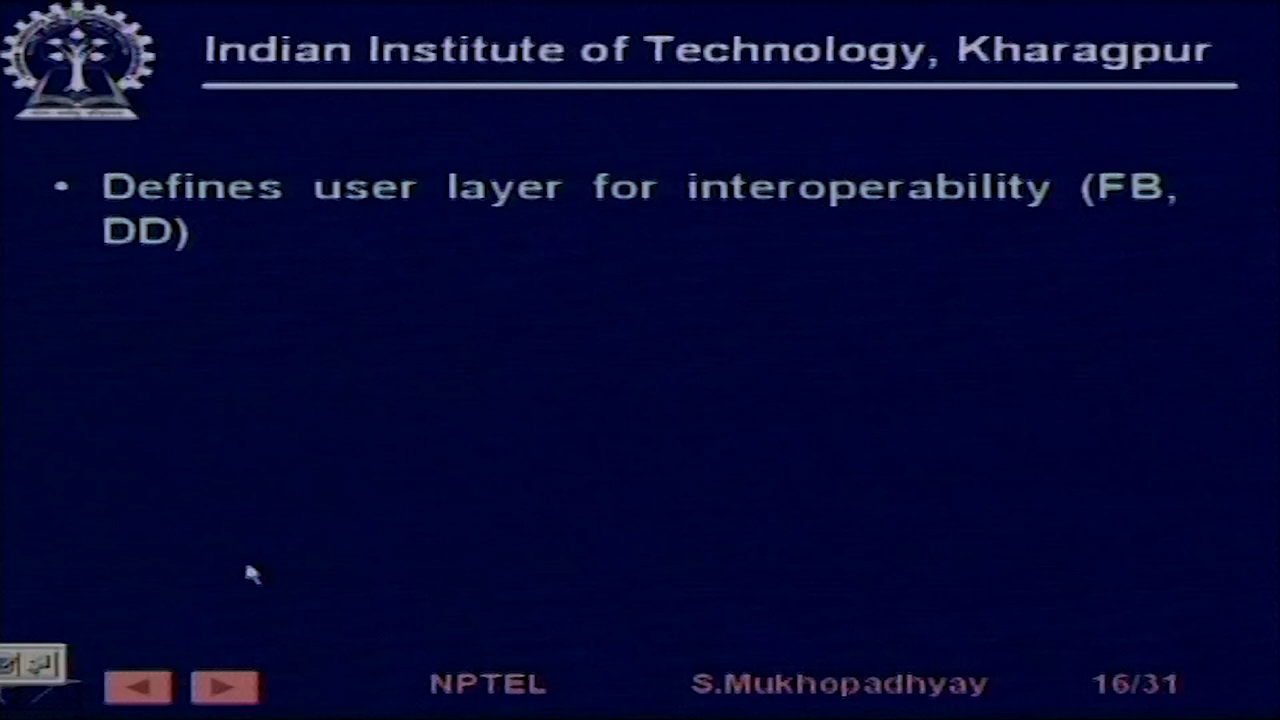 Indian Institute of Technology, Kharagpur
• Defines user layer for interoperability (FB,
DD)
NPTEL
S.Mukhopadhyay
16/31